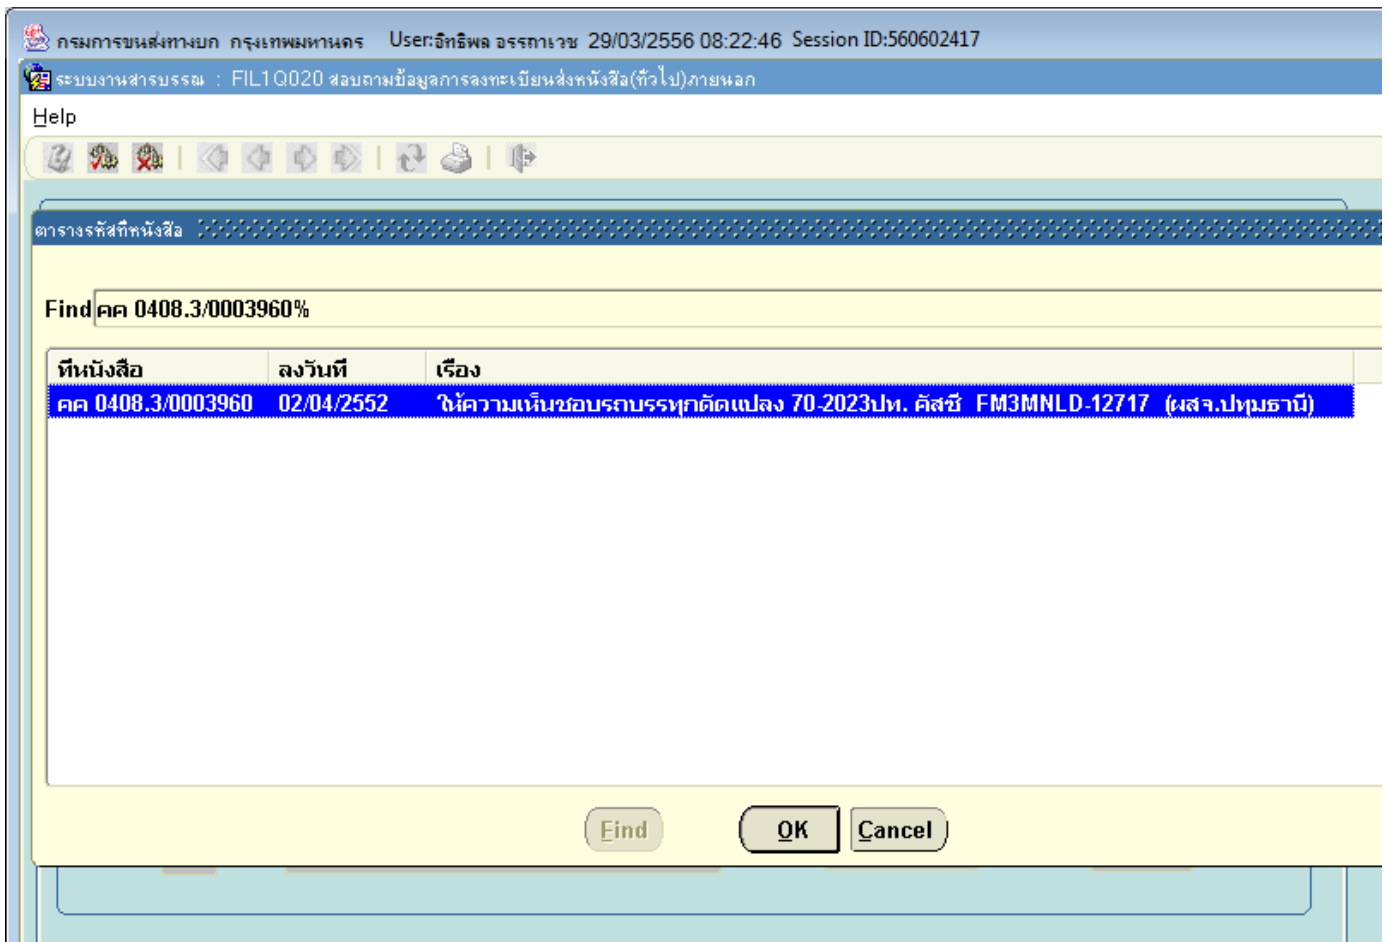 กรมการขนส่งทางบก กรุงเทพมหานคร User:อิทธิพล อรรถาเวช 29/03/2556 08:22:46 Session ID:560602417
ระบบงานสารบรรณ : FIL1Q020 สอบถามข้อมูลการลงทะเบียนส่งหนังสือ(ทั่วไป)ภายนอก
Help
ตารางรหัสที่หนังสือ
Find คค 0408.3/0003960%
ที่หนังสือ ลงวันที่ เรื่อง
คค 0408.3/0003960 02/04/2552 ให้ความเห็นชอบรถบรรทุกดัดแปลง 70-2023ปท. คัสซี FM3MNLD-12717 (ผสจ.ปทุมธานี)
Find OK Cancel